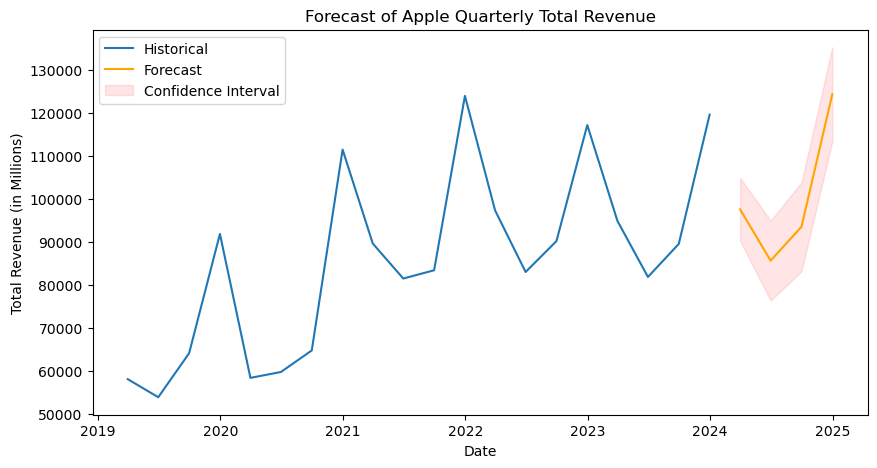 Forecast of Apple Quarterly Total Revenue
Historical
Forecast
Confidence Interval
Total Revenue (in Millions)
130000
120000
110000
100000
90000
80000
70000
60000
50000
2019 2020 2021 2022 2023 2024 2025
Date